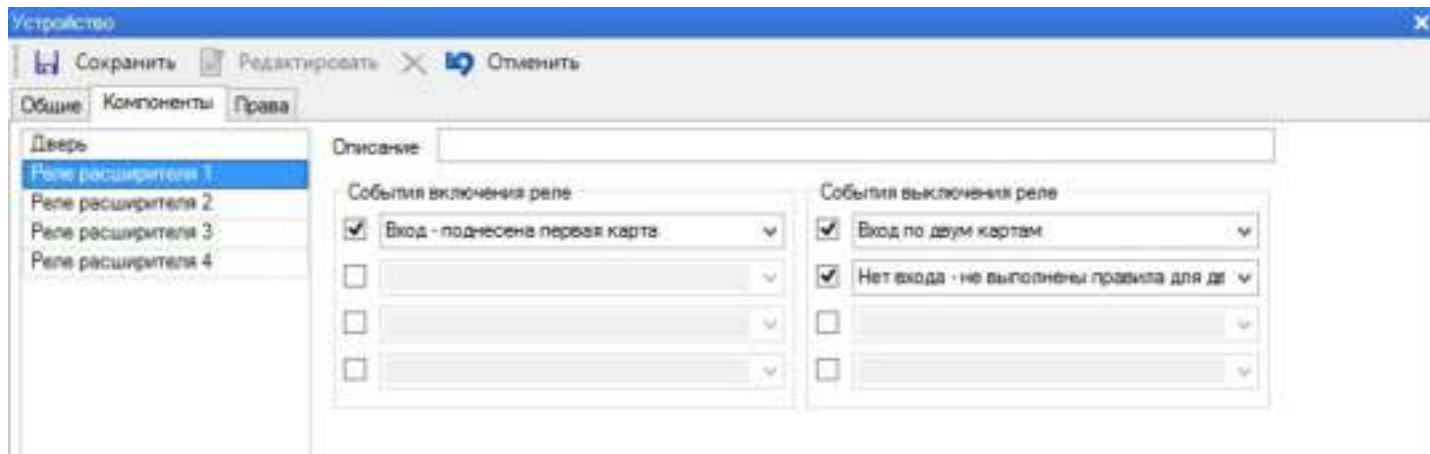 Устройство
Сохранить Редактировать Отменить
Общие Компоненты Права
Дверь
Реле расширителя 1
Реле расширителя 2
Реле расширителя 3
Реле расширителя 4
Описание
События включения реле
Вход - поднесена первая карта
События выключения реле
Вход по двум картам
Нет входа - не выполнены правила для дв